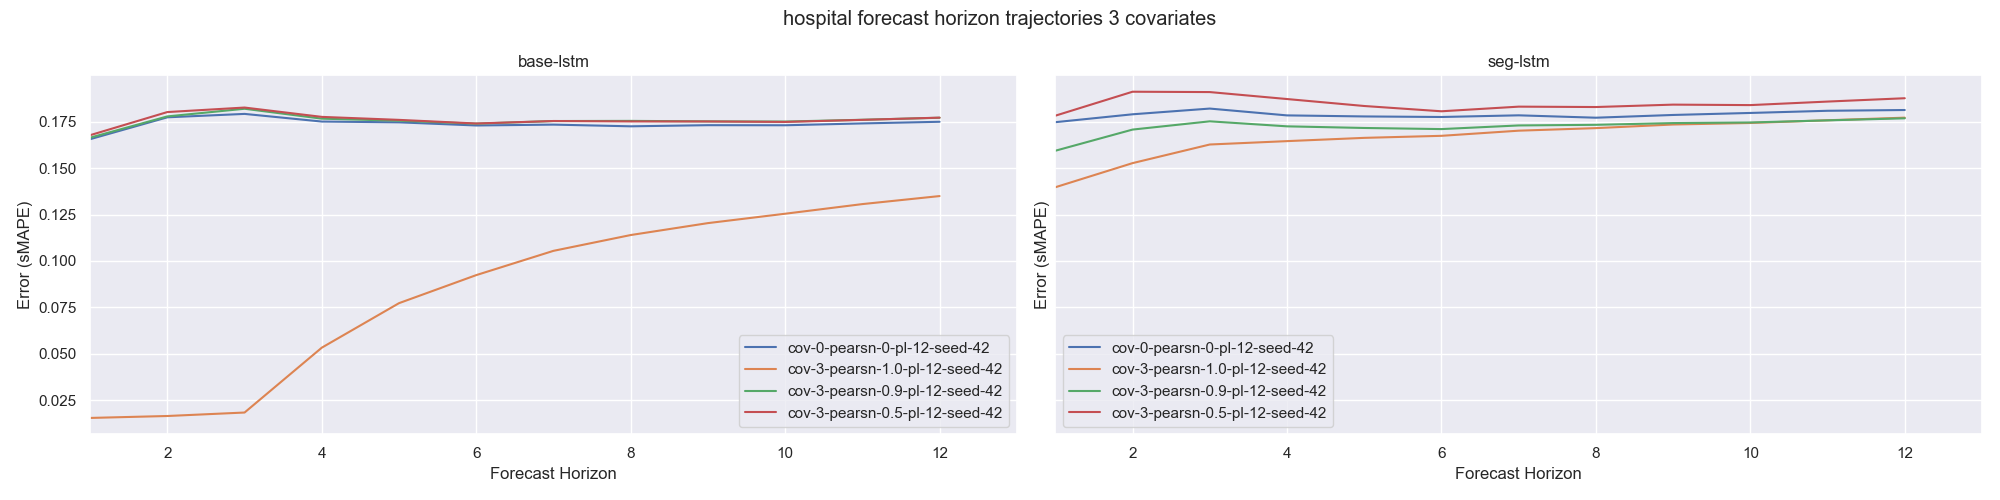 hospital forecast horizon trajectories 3 covariates
base-lstm
Error (sMAPE)
0.175
0.150
0.125
0.100
0.075
0.050
0.025
cov-0-pearsn-0-pl-12-seed-42
cov-3-pearsn-1.0-pl-12-seed-42
cov-3-pearsn-0.9-pl-12-seed-42
cov-3-pearsn-0.5-pl-12-seed-42
2 4 6 8 10 12
Forecast Horizon
seg-lstm
Error (sMAPE)
cov-0-pearsn-0-pl-12-seed-42
cov-3-pearsn-1.0-pl-12-seed-42
cov-3-pearsn-0.9-pl-12-seed-42
cov-3-pearsn-0.5-pl-12-seed-42
2 4 6 8 10 12
Forecast Horizon